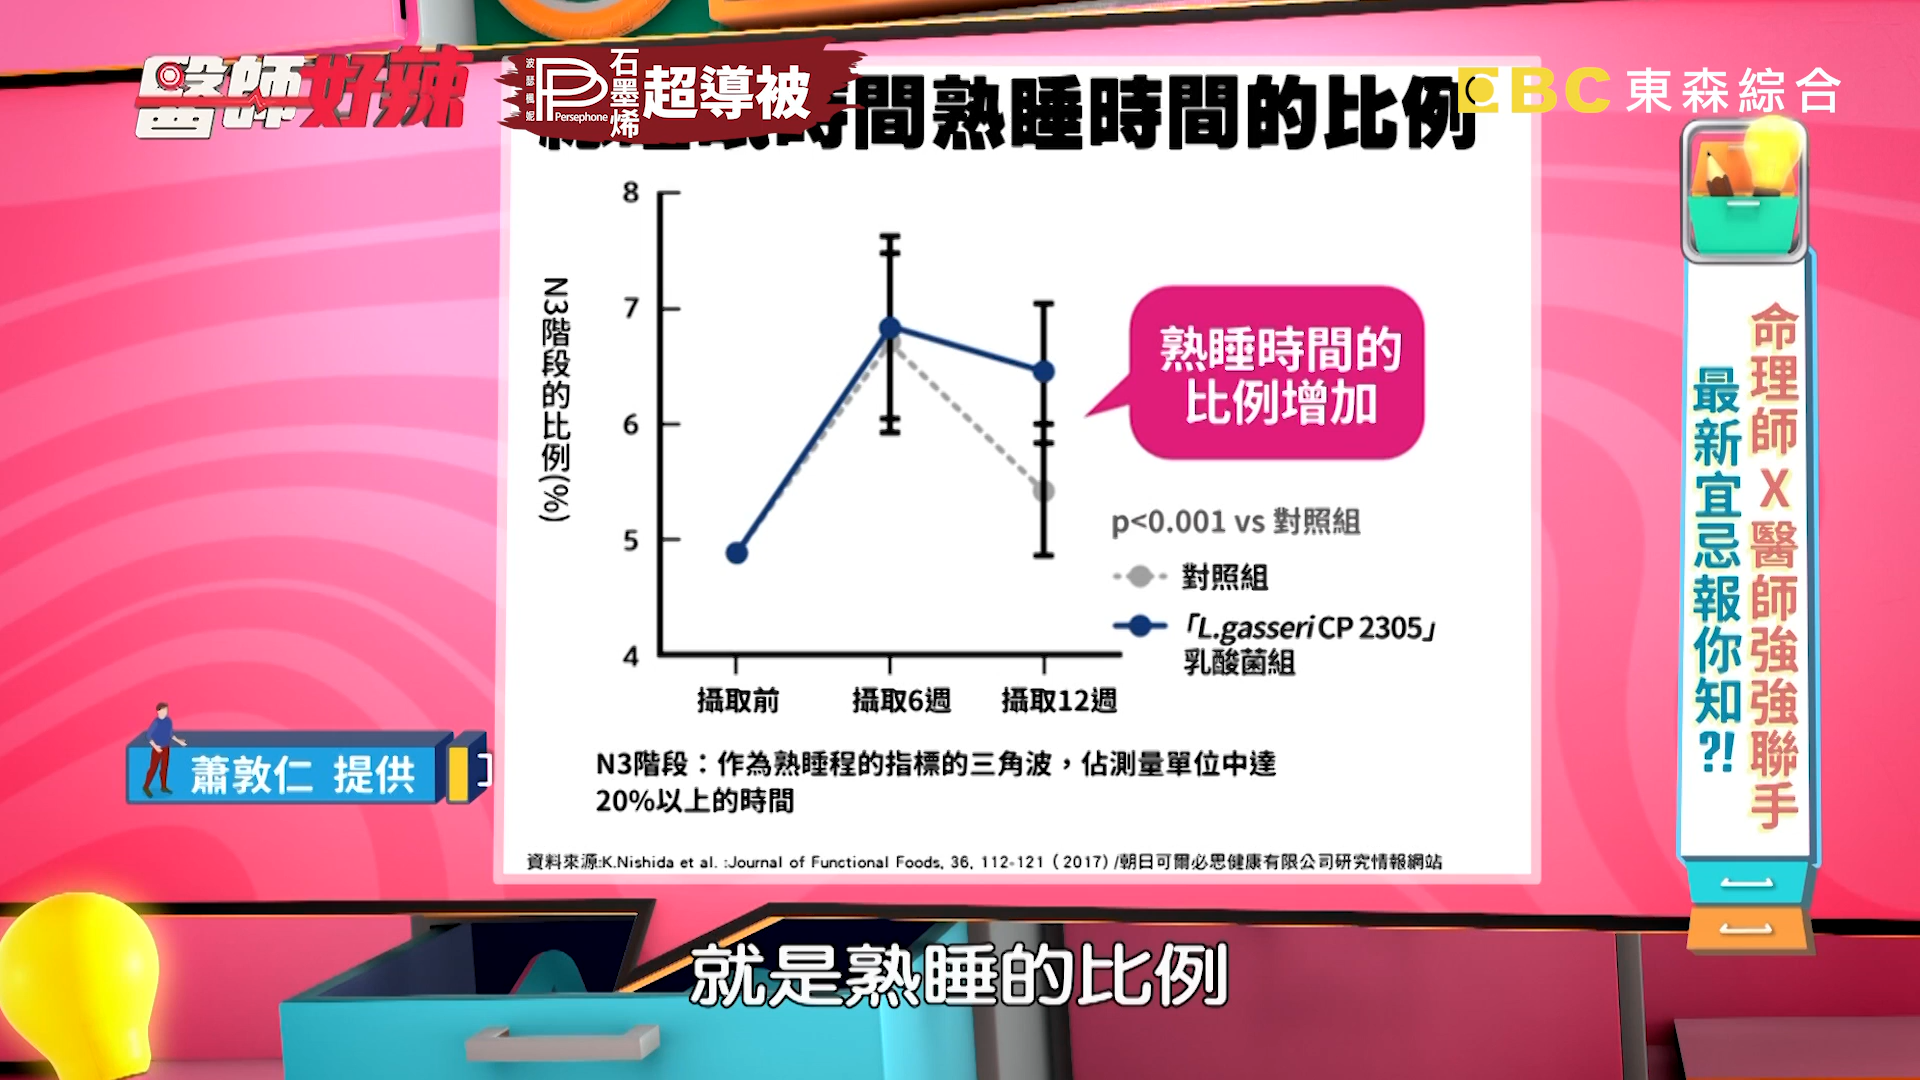 醫師好辣
波瑟楓妮
Persephone
石墨烯
超導被
時間熟睡時間的比例
EBC 東森綜合
命理師 X 醫師強強聯手
最新宜忌報你知?!
8
7
6
5
4
N3階段的比例(%)
熟睡時間的
比例增加
p<0.001 vs 對照組
對照組
「L.gasseri CP 2305」
乳酸菌組
攝取前
攝取6週
攝取12週
N3階段：作為熟睡程的指標的三角波，佔測量單位中達
20%以上的時間
資料來源:K.Nishida et al. :Journal of Functional Foods, 36, 112-121（2017）/朝日可爾必思健康有限公司研究情報網站
蕭敦仁 提供
就是熟睡的比例